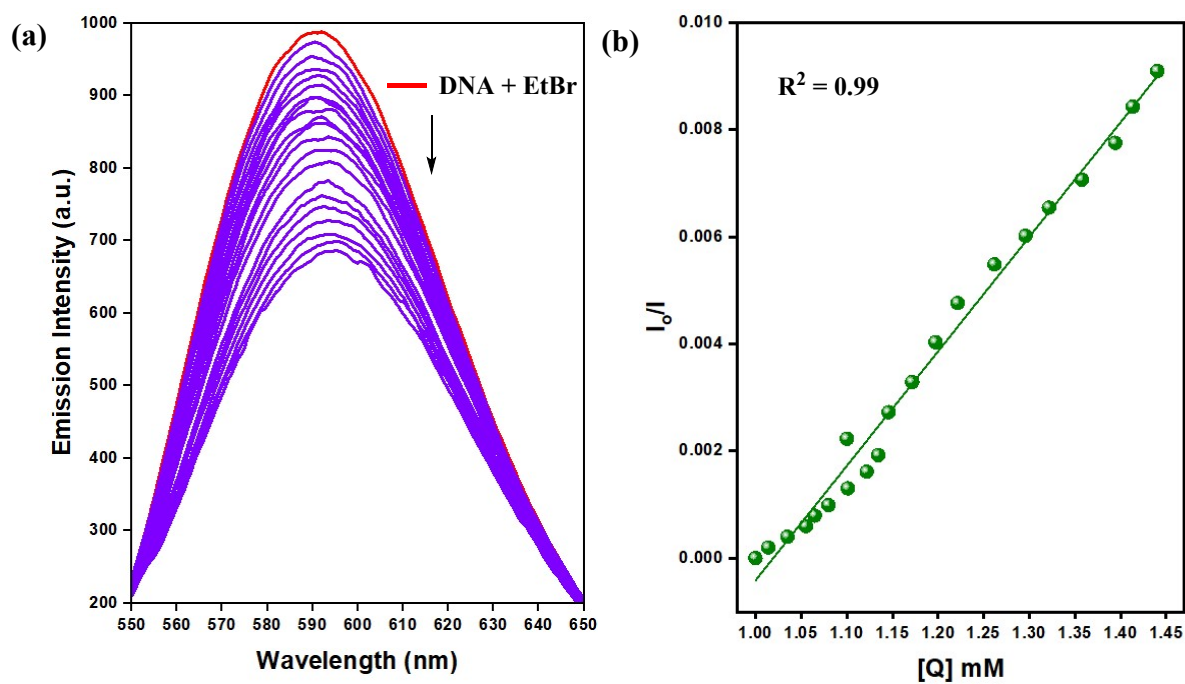 (a)
1000
900
800
700
600
500
400
300
200
Emission Intensity (a.u.)
DNA + EtBr
550 560 570 580 590 600 610 620 630 640 650
Wavelength (nm)
(b)
0.010
0.008
0.006
0.004
0.002
0.000
I₀/I
R² = 0.99
1.00 1.05 1.10 1.15 1.20 1.25 1.30 1.35 1.40 1.45
[Q] mM